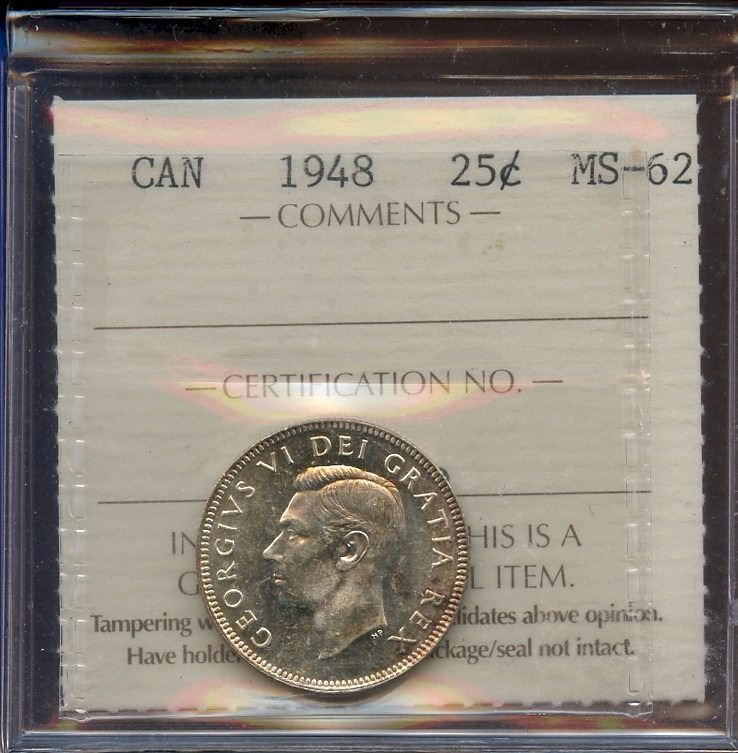 CAN 1948 25¢ MS-62
— COMMENTS —
— CERTIFICATION NO. —
GEORGIVS VI DEI GRATIA REX
HP
IN HIS IS A
G L ITEM.
Tampering w lidates above opinion.
Have holde ckage/seal not intact.